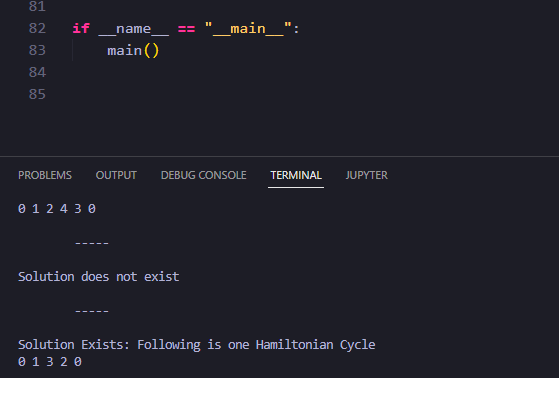 81
82 if __name__ == "__main__":
83 main()
84
85
PROBLEMS OUTPUT DEBUG CONSOLE TERMINAL JUPYTER
0 1 2 4 3 0
-----
Solution does not exist
-----
Solution Exists: Following is one Hamiltonian Cycle
0 1 3 2 0